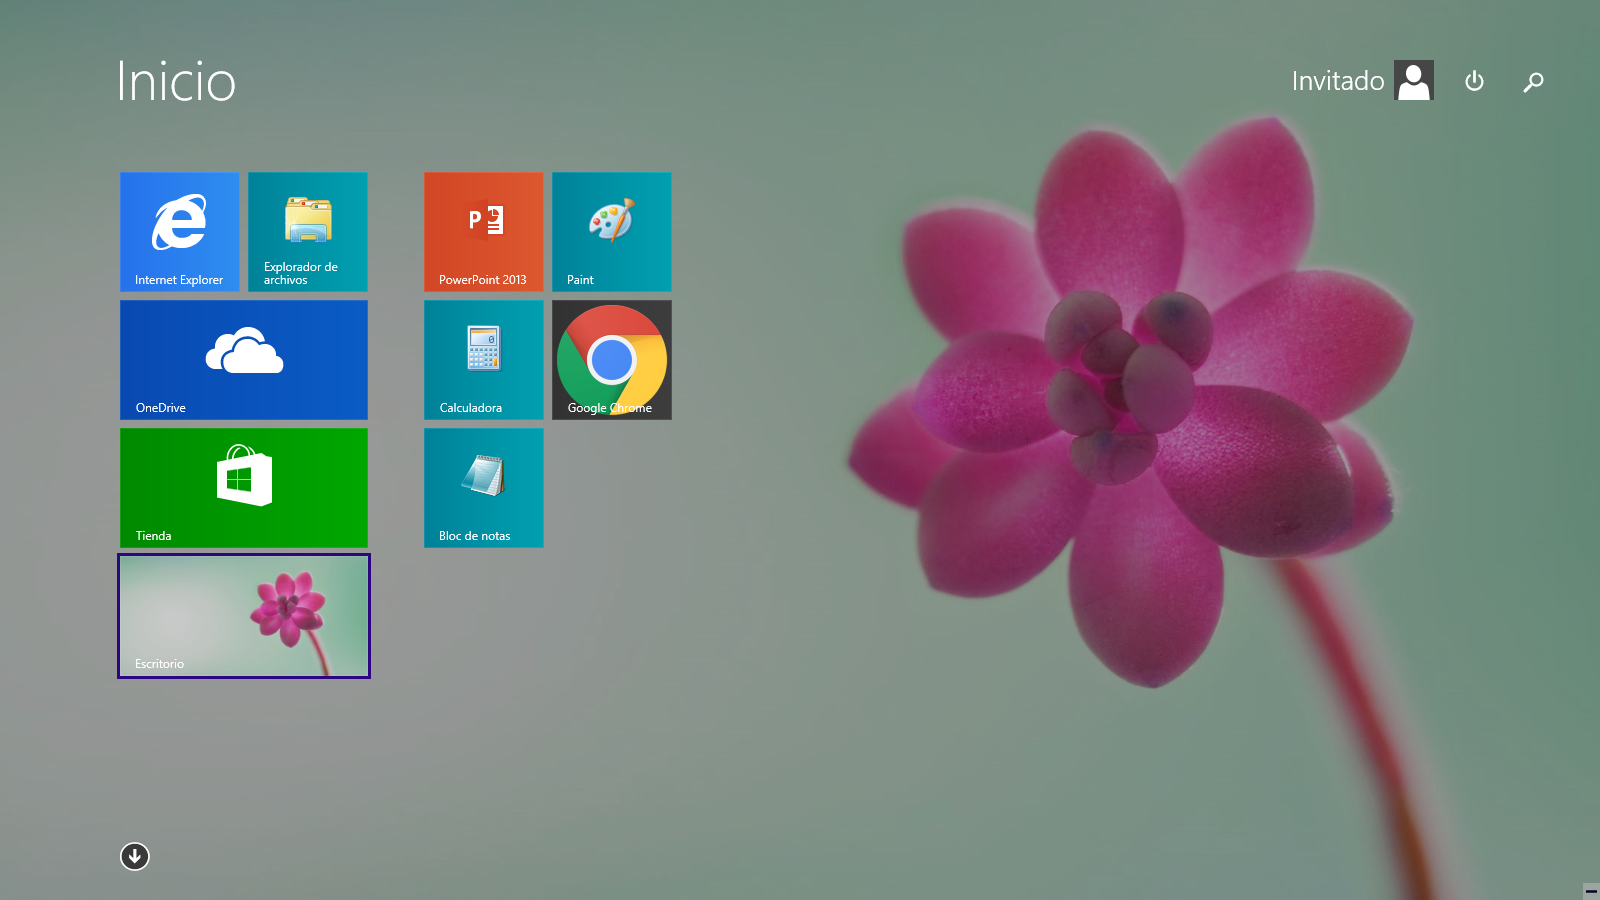 Inicio
Invitado
Internet Explorer
Explorador de
archivos
PowerPoint 2013
Paint
OneDrive
Calculadora
Google Chrome
Tienda
Bloc de notas
Escritorio